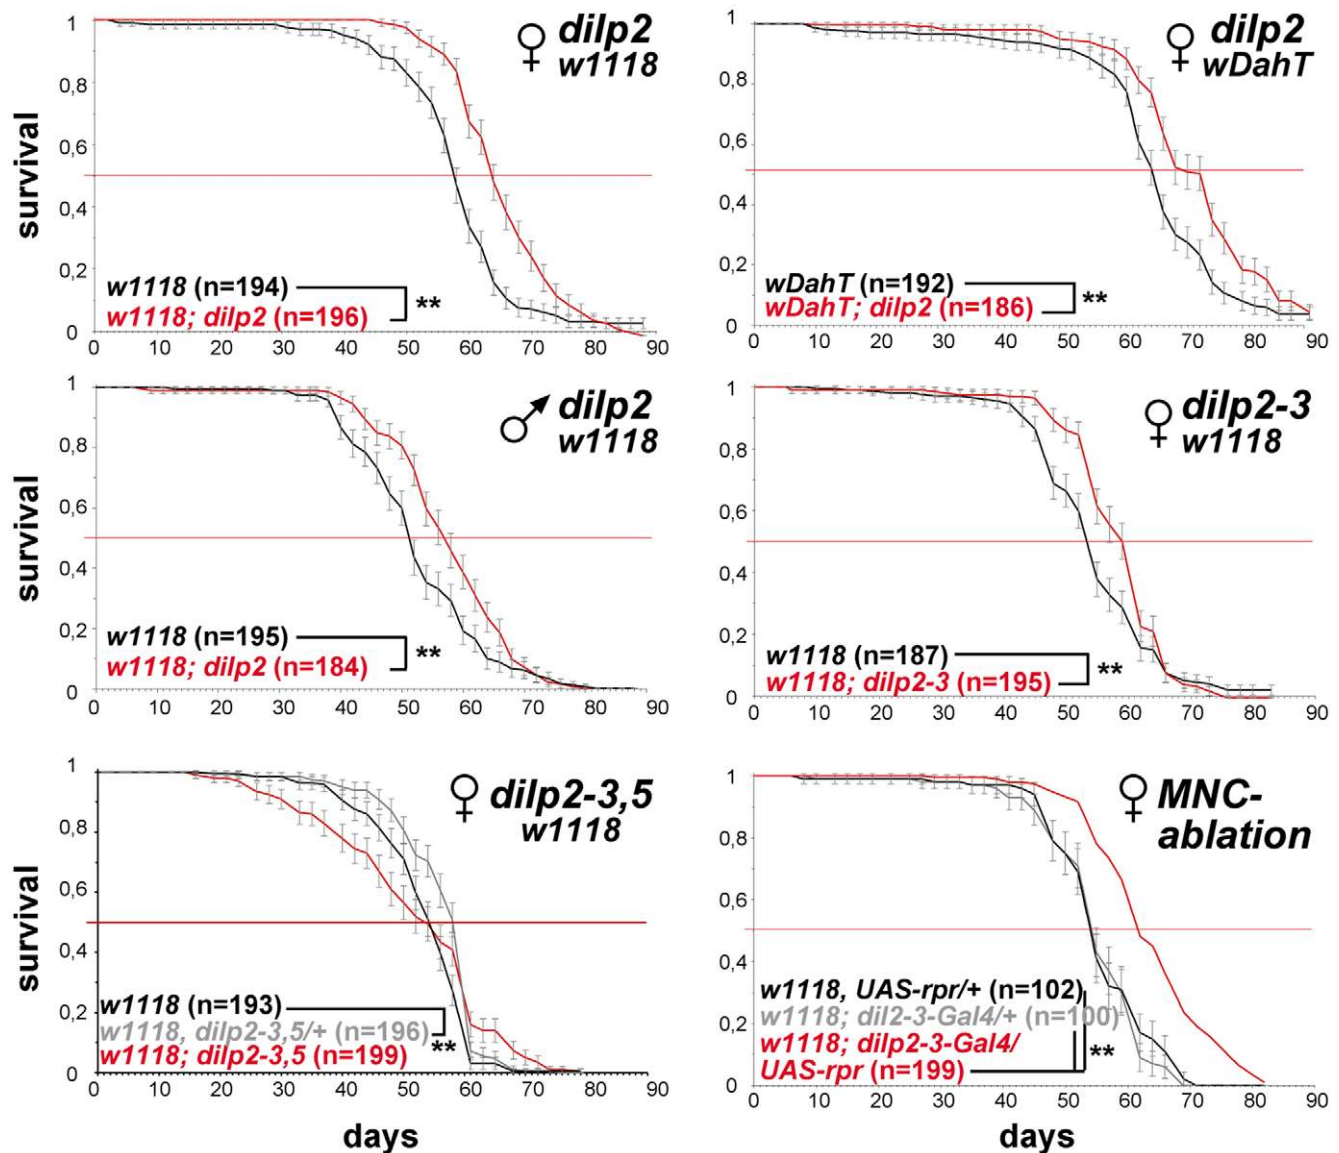 ♀ dilp2
w1118
survival
1
0,8
0,6
0,4
0,2
0
w1118 (n=194)
w1118; dilp2 (n=196)
**
0 10 20 30 40 50 60 70 80 90
♀ dilp2
wDahT
1
0,8
0,6
0,4
0,2
0
wDahT (n=192)
wDahT; dilp2 (n=186)
**
0 10 20 30 40 50 60 70 80 90
♂ dilp2
w1118
survival
1
0,8
0,6
0,4
0,2
0
w1118 (n=195)
w1118; dilp2 (n=184)
**
0 10 20 30 40 50 60 70 80 90
♀ dilp2-3
w1118
1
0,8
0,6
0,4
0,2
0
w1118 (n=187)
w1118; dilp2-3 (n=195)
**
0 10 20 30 40 50 60 70 80 90
♀ dilp2-3,5
w1118
survival
1
0,8
0,6
0,4
0,2
0
w1118 (n=193)
w1118, dilp2-3,5/+ (n=196)
w1118; dilp2-3,5 (n=199)
**
0 10 20 30 40 50 60 70 80 90
days
♀ MNC-
ablation
1
0,8
0,6
0,4
0,2
0
w1118, UAS-rpr/+ (n=102)
w1118; dil2-3-Gal4/+ (n=100)
w1118; dilp2-3-Gal4/
UAS-rpr (n=199)
**
0 10 20 30 40 50 60 70 80 90
days